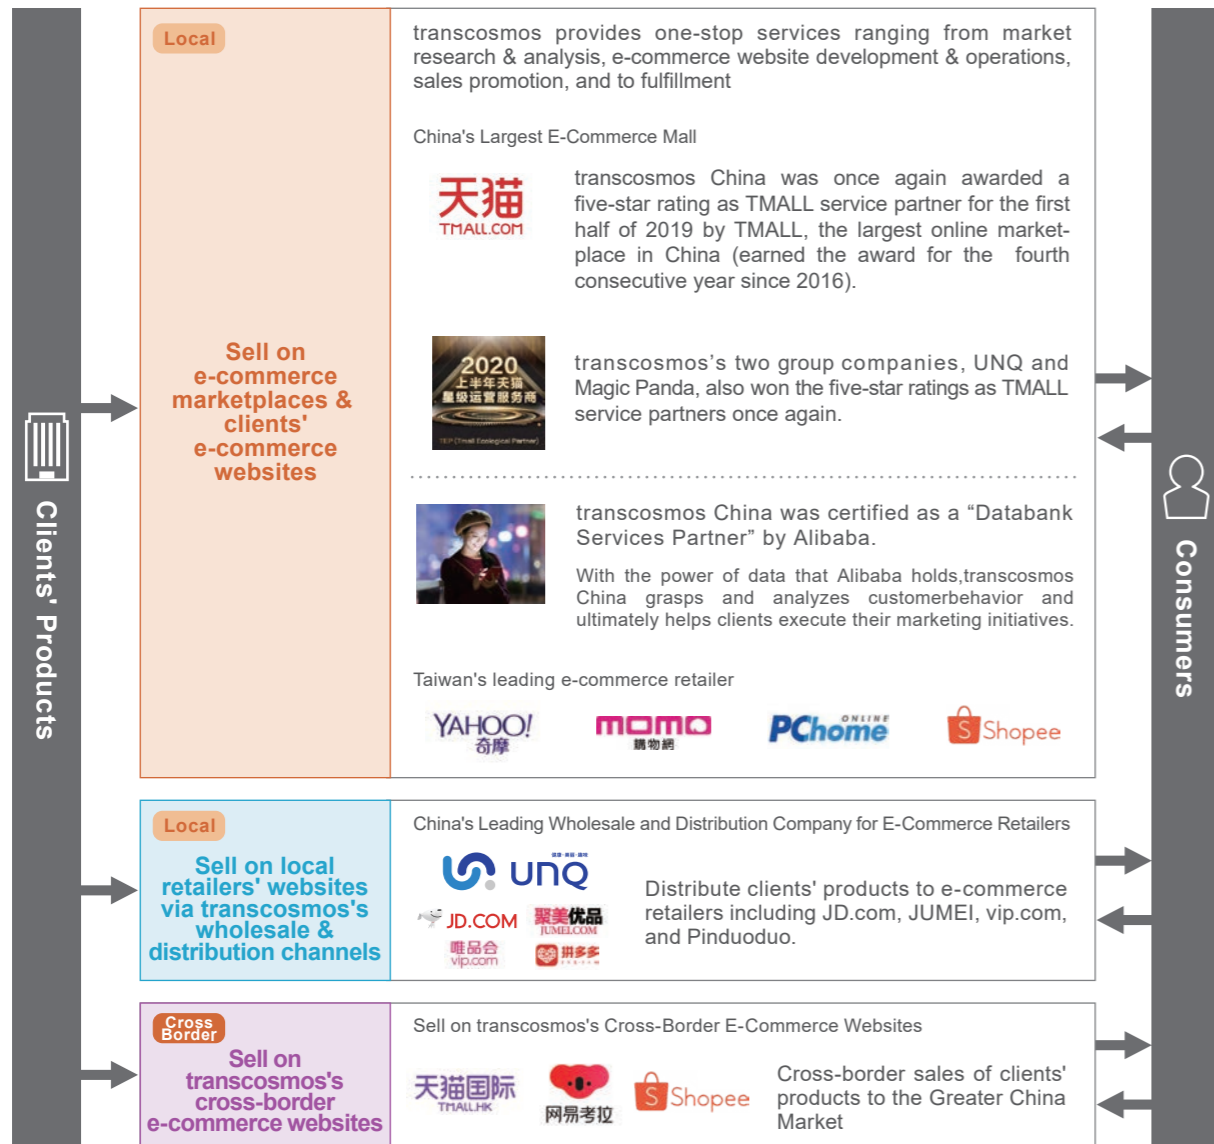 Clients' Products
Local
Sell on
e-commerce
marketplaces &
clients'
e-commerce
websites
transcosmos provides one-stop services ranging from market
research & analysis, e-commerce website development & operations,
sales promotion, and to fulfillment
China's Largest E-Commerce Mall
天猫
TMALL.COM
transcosmos China was once again awarded a
five-star rating as TMALL service partner for the first
half of 2019 by TMALL, the largest online market-
place in China (earned the award for the fourth
consecutive year since 2016).
2020
上半年天猫
星级运营服务商
TEP (Tmall Ecological Partner)
transcosmos's two group companies, UNQ and
Magic Panda, also won the five-star ratings as TMALL
service partners once again.
transcosmos China was certified as a “Databank
Services Partner” by Alibaba.
With the power of data that Alibaba holds,transcosmos
China grasps and analyzes customerbehavior and
ultimately helps clients execute their marketing initiatives.
Taiwan's leading e-commerce retailer
YAHOO!
奇摩
momo
購物網
PChome
ONLINE
S Shopee
Local
Sell on local
retailers' websites
via transcosmos's
wholesale &
distribution channels
China's Leading Wholesale and Distribution Company for E-Commerce Retailers
UNQ
JD.COM
聚美优品
JUMEI.COM
唯品会
vip.com
拼多多
Distribute clients' products to e-commerce
retailers including JD.com, JUMEI, vip.com,
and Pinduoduo.
Cross
Border
Sell on
transcosmos's
cross-border
e-commerce websites
Sell on transcosmos's Cross-Border E-Commerce Websites
天猫国际
TMALL.HK
网易考拉
S Shopee
Cross-border sales of clients'
products to the Greater China
Market
Consumers